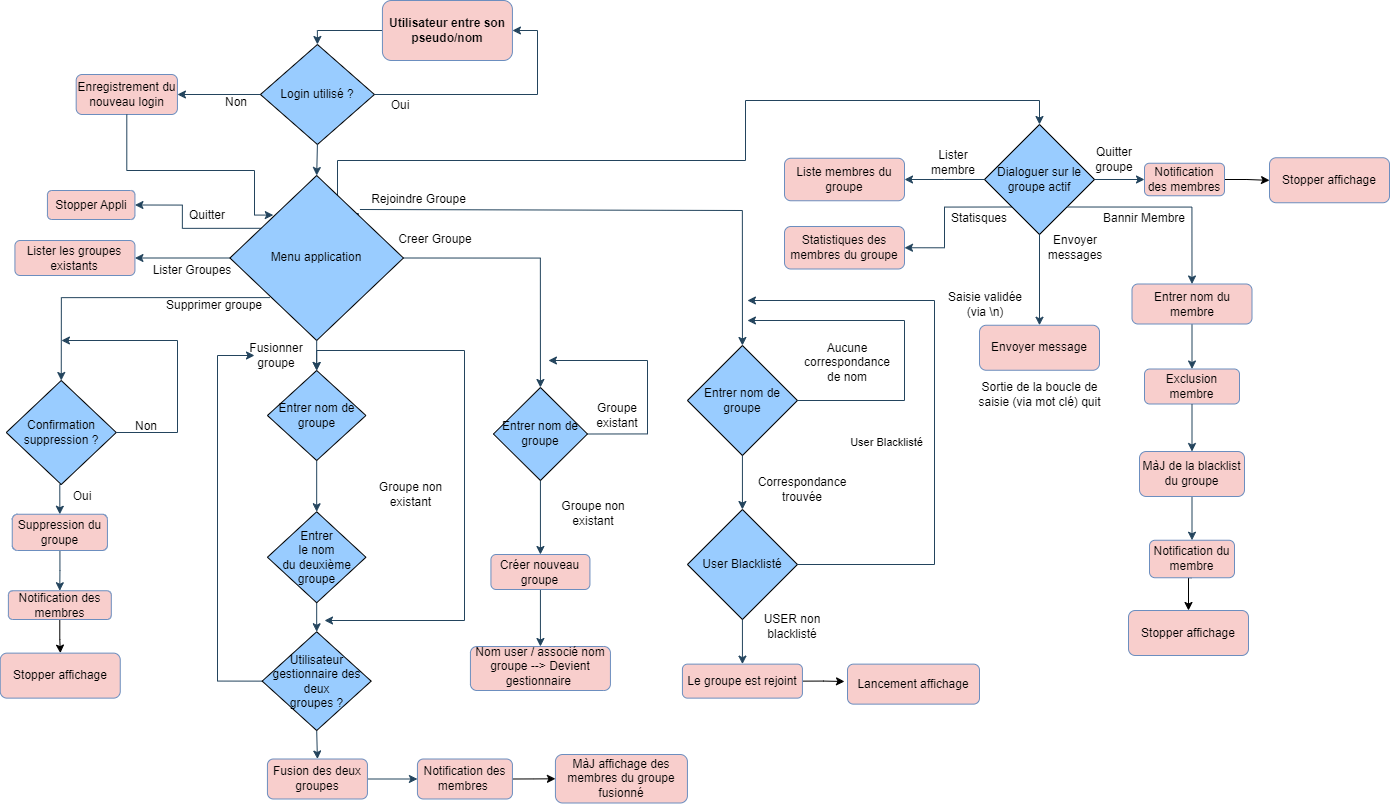 Utilisateur entre son
pseudo/nom
Login utilisé ?
Non
Oui
Enregistrement du
nouveau login
Menu application
Quitter
Stopper Appli
Lister Groupes
Lister les groupes
existants
Supprimer groupe
Confirmation
suppression ?
Non
Oui
Suppression du
groupe
Notification des
membres
Stopper affichage
Fusionner
groupe
Entrer nom de
groupe
Groupe non
existant
Entrer
le nom
du deuxième
groupe
Utilisateur
gestionnaire des
deux
groupes ?
Fusion des deux
groupes
Notification des
membres
MàJ affichage des
membres du groupe
fusionné
Creer Groupe
Entrer nom de
groupe
Groupe
existant
Groupe non
existant
Créer nouveau
groupe
Nom user / associé nom
groupe --> Devient
gestionnaire
Rejoindre Groupe
Entrer nom de
groupe
Aucune
correspondance
de nom
User Blacklisté
Correspondance
trouvée
User Blacklisté
USER non
blacklisté
Le groupe est rejoint
Lancement affichage
Dialoguer sur le
groupe actif
Lister
membre
Liste membres du
groupe
Statisques
Statistiques des
membres du groupe
Quitter
groupe
Notification
des membres
Stopper affichage
Envoyer
messages
Saisie validée
(via \n)
Envoyer message
Sortie de la boucle de
saisie (via mot clé) quit
Bannir Membre
Entrer nom du
membre
Exclusion
membre
MàJ de la blacklist
du groupe
Notification du
membre
Stopper affichage